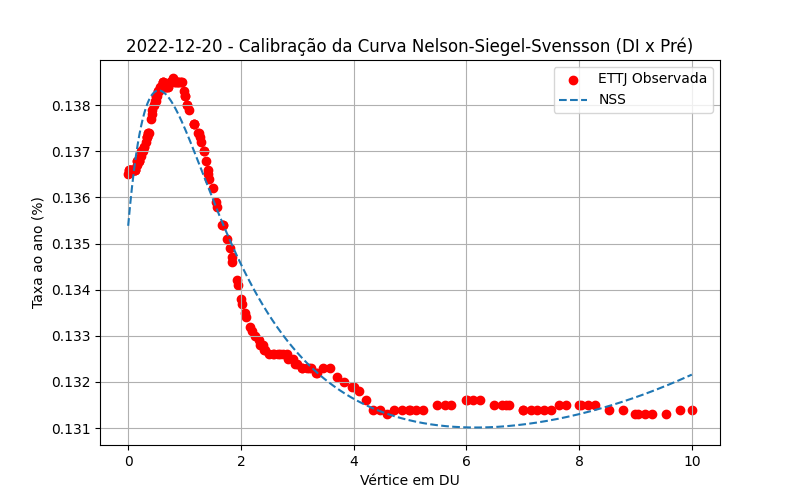 2022-12-20 - Calibração da Curva Nelson-Siegel-Svensson (DI x Pré)
ETTJ Observada
NSS
Taxa ao ano (%)
0.138
0.137
0.136
0.135
0.134
0.133
0.132
0.131
0 2 4 6 8 10
Vértice em DU